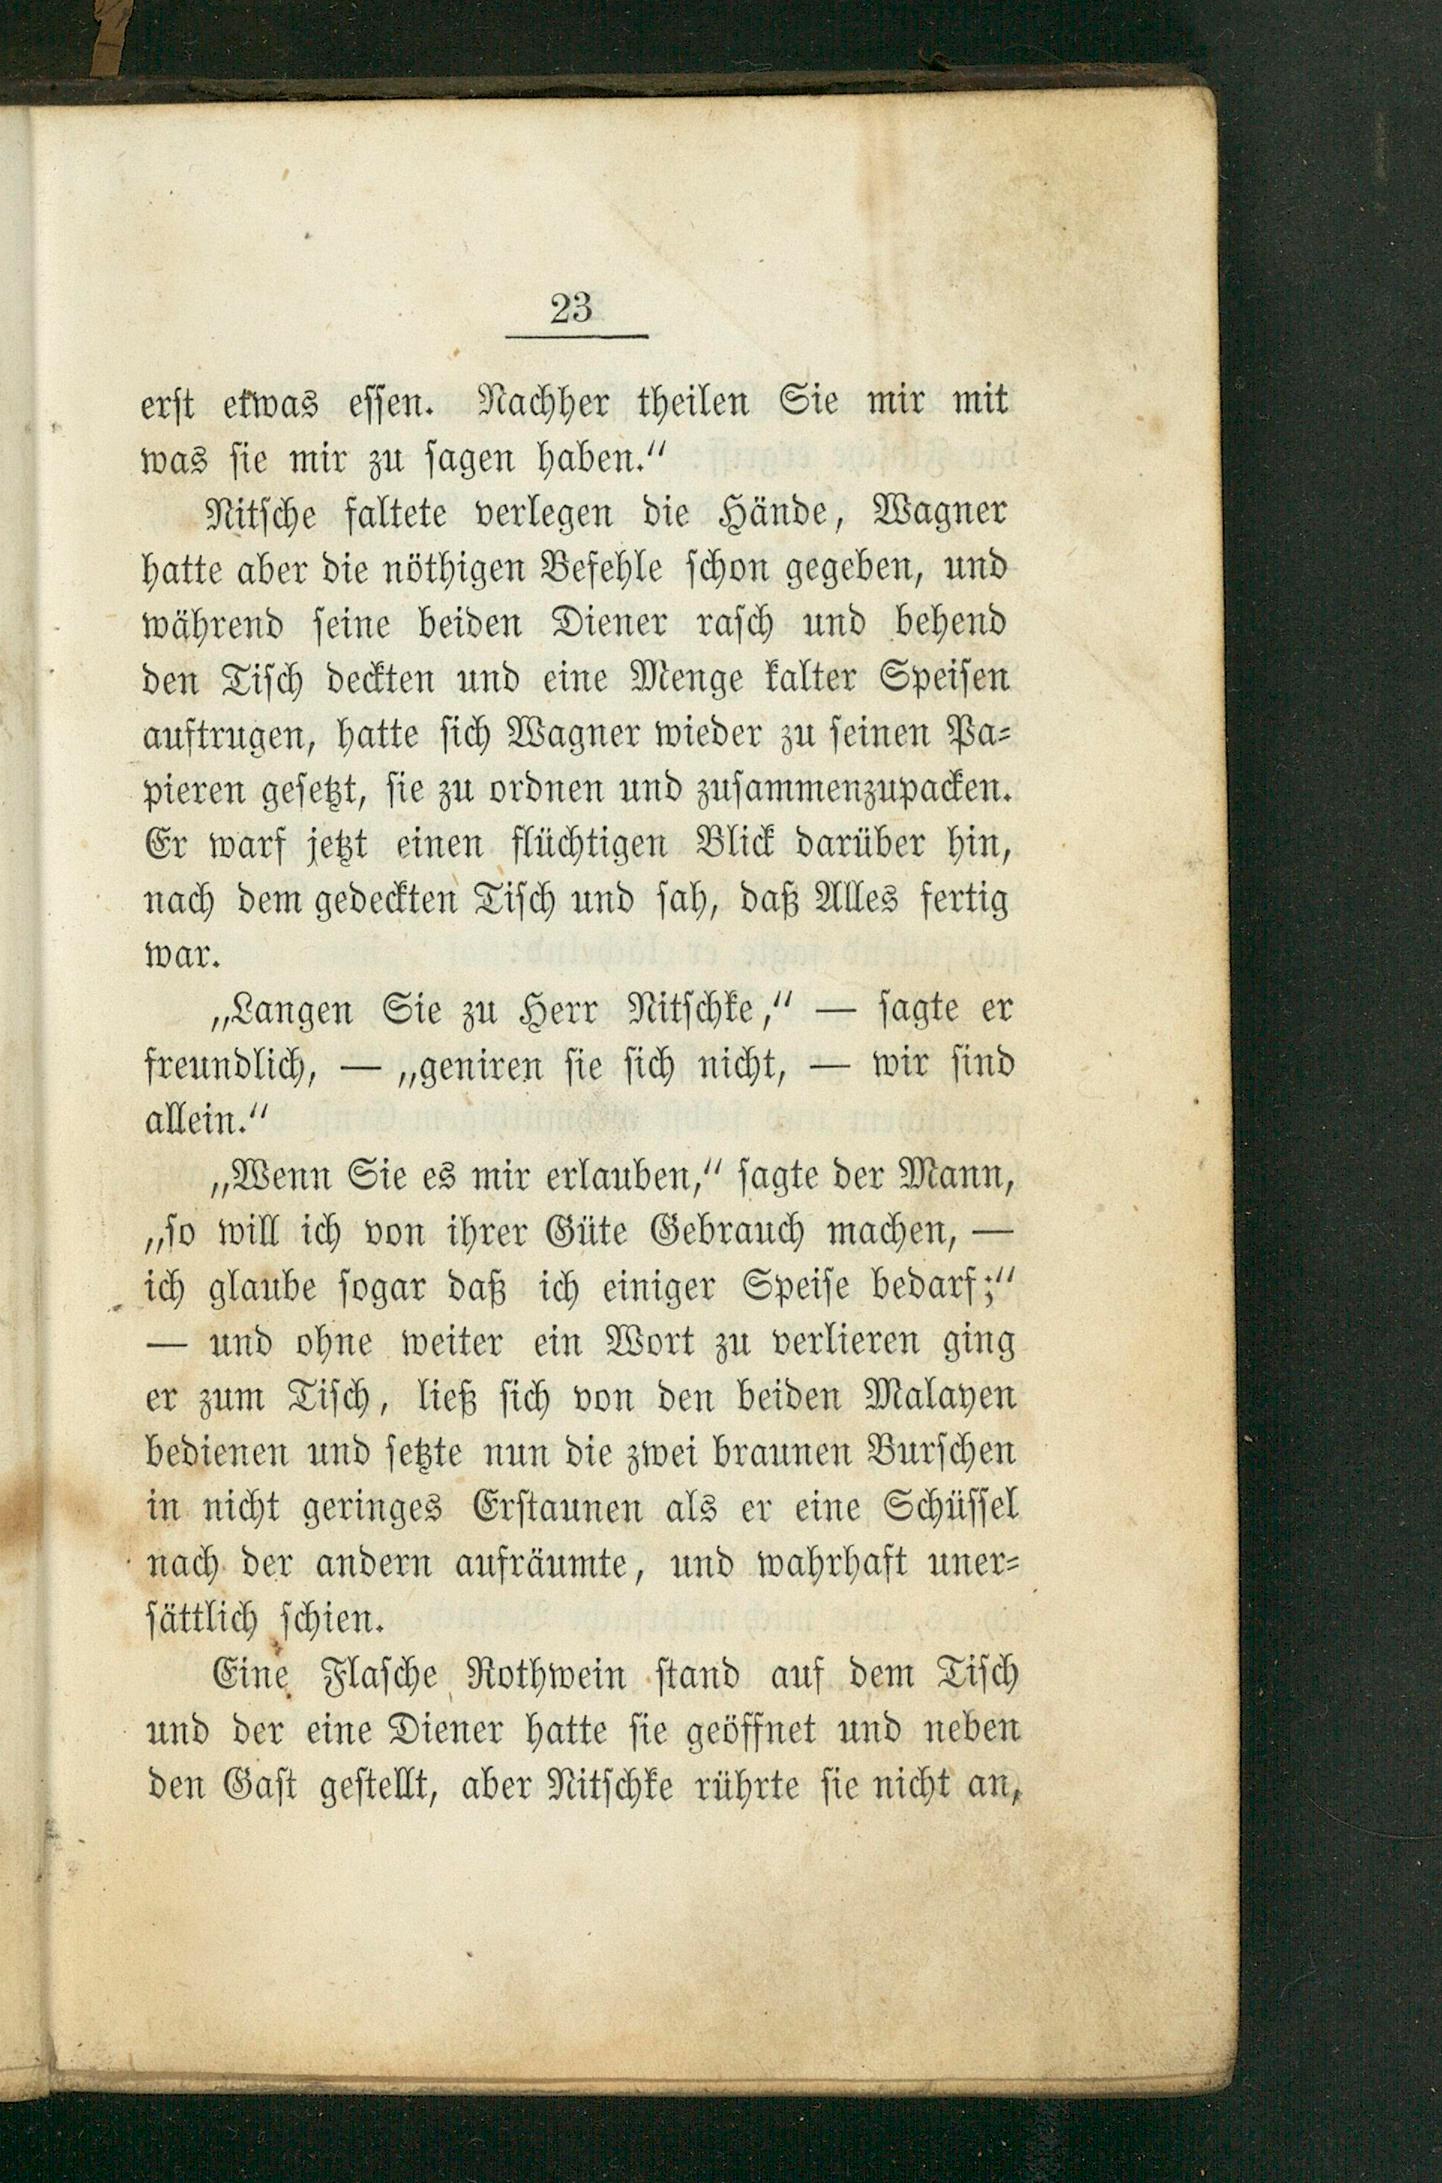 23
erst etwas essen. Nachher theilen Sie mir mit
was sie mir zu sagen haben.“
Nitsche faltete verlegen die Hände, Wagner
hatte aber die nöthigen Befehle schon gegeben, und
während seine beiden Diener rasch und behend
den Tisch deckten und eine Menge kalter Speisen
auftrugen, hatte sich Wagner wieder zu seinen Pa-
pieren gesetzt, sie zu ordnen und zusammenzupacken.
Er warf jetzt einen flüchtigen Blick darüber hin,
nach dem gedeckten Tisch und sah, daß Alles fertig
war.
„Langen Sie zu Herr Nitschke,“ — sagte er
freundlich, — „geniren sie sich nicht, — wir sind
allein.“
„Wenn Sie es mir erlauben,“ sagte der Mann,
„so will ich von ihrer Güte Gebrauch machen, —
ich glaube sogar daß ich einiger Speise bedarf;“
— und ohne weiter ein Wort zu verlieren ging
er zum Tisch, ließ sich von den beiden Malayen
bedienen und setzte nun die zwei braunen Burschen
in nicht geringes Erstaunen als er eine Schüssel
nach der andern aufräumte, und wahrhaft uner-
sättlich schien.
Eine Flasche Rothwein stand auf dem Tisch
und der eine Diener hatte sie geöffnet und neben
den Gast gestellt, aber Nitschke rührte sie nicht an,